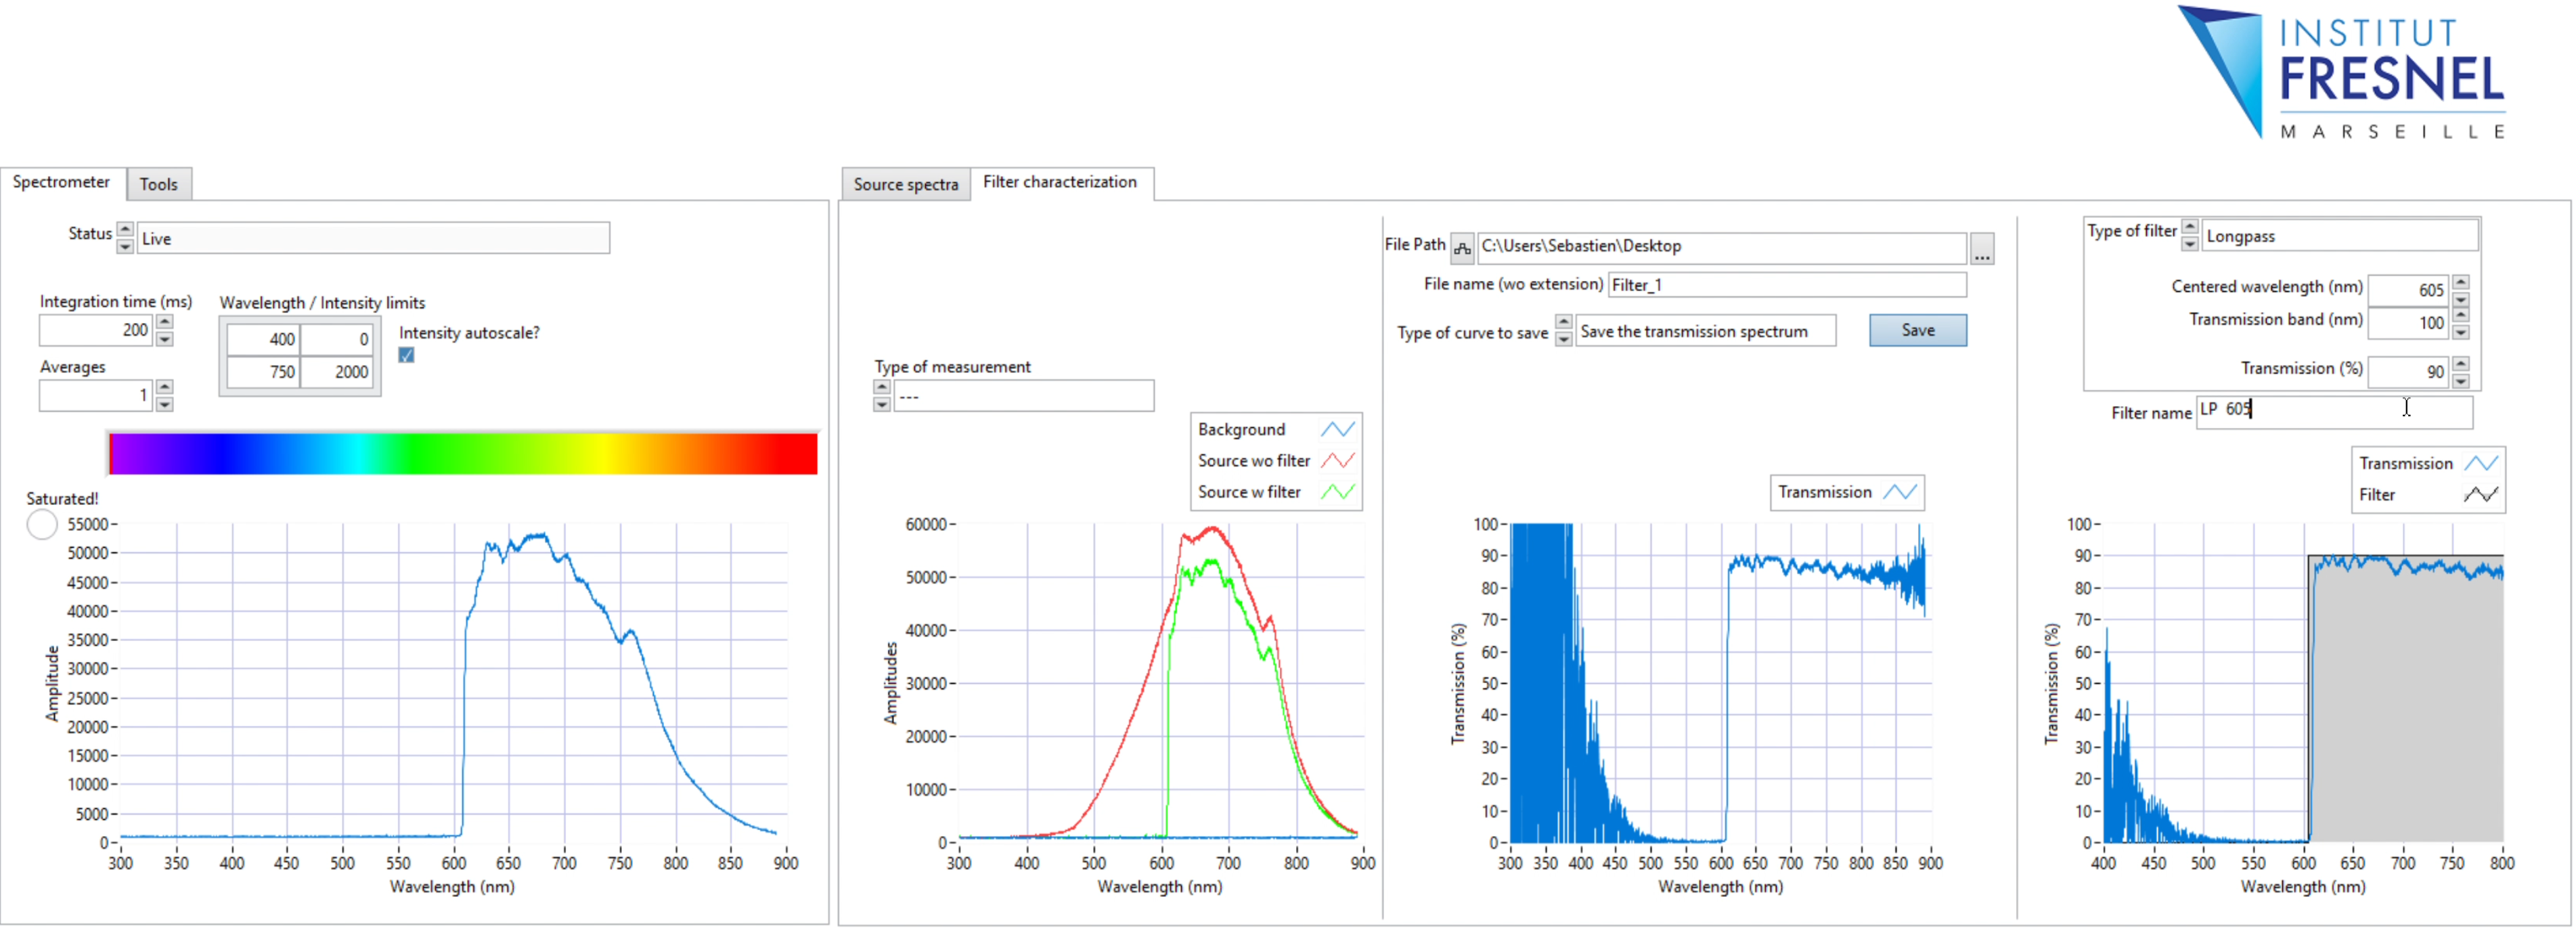 INSTITUT
FRESNEL
MARSEILLE
Spectrometer
Tools
Status
Live
Integration time (ms)
200
Averages
1
Wavelength / Intensity limits
400 0
750 2000
Intensity autoscale?
Saturated!
55000
50000
45000
40000
35000
30000
25000
20000
15000
10000
5000
0
Amplitude
300 350 400 450 500 550 600 650 700 750 800 850 900
Wavelength (nm)
Source spectra
Filter characterization
Type of measurement
---
Background
Source wo filter
Source w filter
60000
50000
40000
30000
20000
10000
0
Amplitudes
300 400 500 600 700 800 900
Wavelength (nm)
File Path
C:\Users\Sebastien\Desktop
...
File name (wo extension)
Filter_1
Type of curve to save
Save the transmission spectrum
Save
Transmission
100
90
80
70
60
50
40
30
20
10
0
Transmission (%)
300 350 400 450 500 550 600 650 700 750 800 850 900
Wavelength (nm)
Type of filter
Longpass
Centered wavelength (nm) 605
Transmission band (nm) 100
Transmission (%) 90
Filter name LP 605
Transmission
Filter
100
90
80
70
60
50
40
30
20
10
0
Transmission (%)
400 450 500 550 600 650 700 750 800
Wavelength (nm)